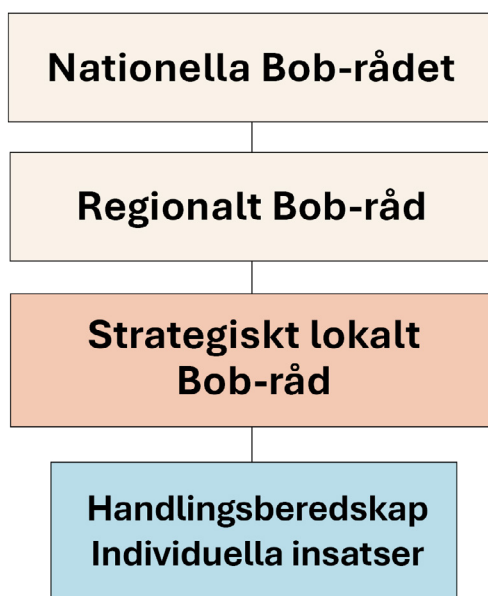 Nationella Bob-rådet
Regionalt Bob-råd
Strategiskt lokalt
Bob-råd
Handlingsberedskap
Individuella insatser